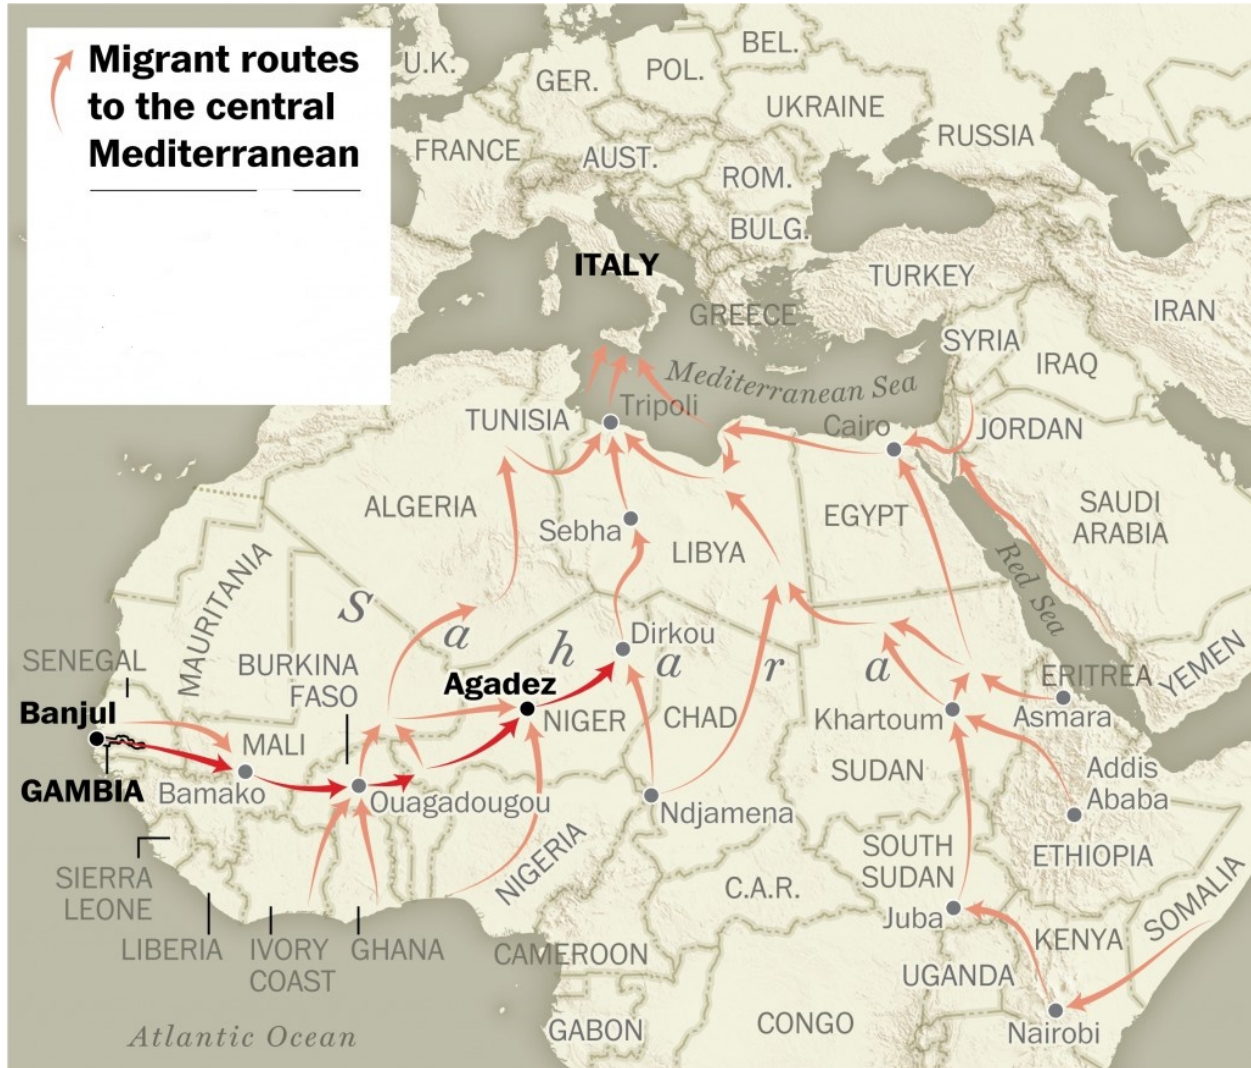 Migrant routes
to the central
Mediterranean
U.K.
BEL.
GER.
POL.
UKRAINE
RUSSIA
FRANCE
AUST.
ROM.
BULG.
ITALY
TURKEY
GREECE
IRAN
SYRIA
IRAQ
Mediterranean Sea
TUNISIA
Tripoli
Cairo
JORDAN
ALGERIA
Sebha
LIBYA
EGYPT
SAUDI
ARABIA
Red Sea
MAURITANIA
S a h a r a
Dirkou
SENEGAL
BURKINA
FASO
Agadez
NIGER
CHAD
Khartoum
ERITREA
Asmara
YEMEN
Banjul
MALI
GAMBIA
Bamako
Ouagadougou
Ndjamena
SUDAN
Addis
Ababa
NIGERIA
SOUTH
SUDAN
ETHIOPIA
SIERRA
LEONE
C.A.R.
Juba
SOMALIA
LIBERIA
IVORY
COAST
GHANA
CAMEROON
KENYA
UGANDA
Atlantic Ocean
GABON
CONGO
Nairobi